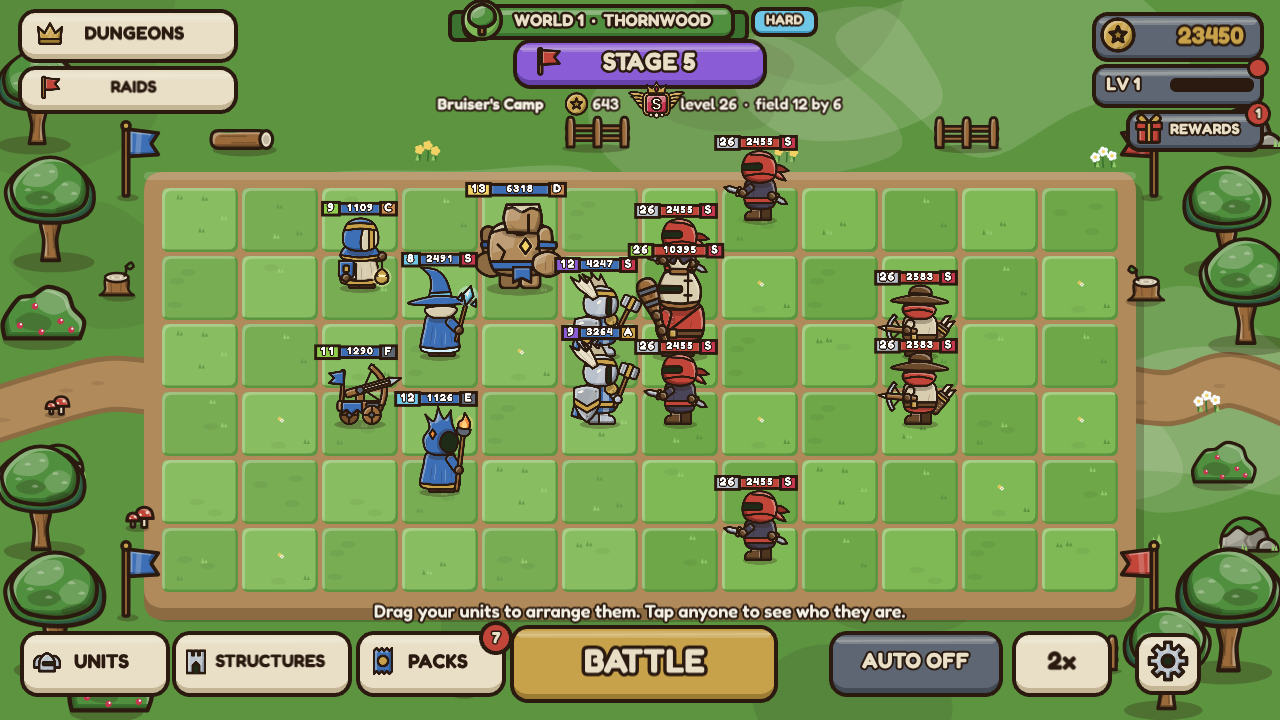 DUNGEONS
RAIDS
WORLD 1 • THORNWOOD
HARD
STAGE 5
Bruiser's Camp
643
S
level 26 • field 12 by 6
23450
LV 1
REWARDS
1
26 2455 S
13 6318 D
9 1109 C
26 2455 S
26 10395 S
8 2491 S
12 4247 S
26 2583 S
9 3264 A
26 2455 S
26 2583 S
11 1290 F
12 1126 E
26 2455 S
Drag your units to arrange them. Tap anyone to see who they are.
UNITS
STRUCTURES
PACKS
7
BATTLE
AUTO OFF
2x